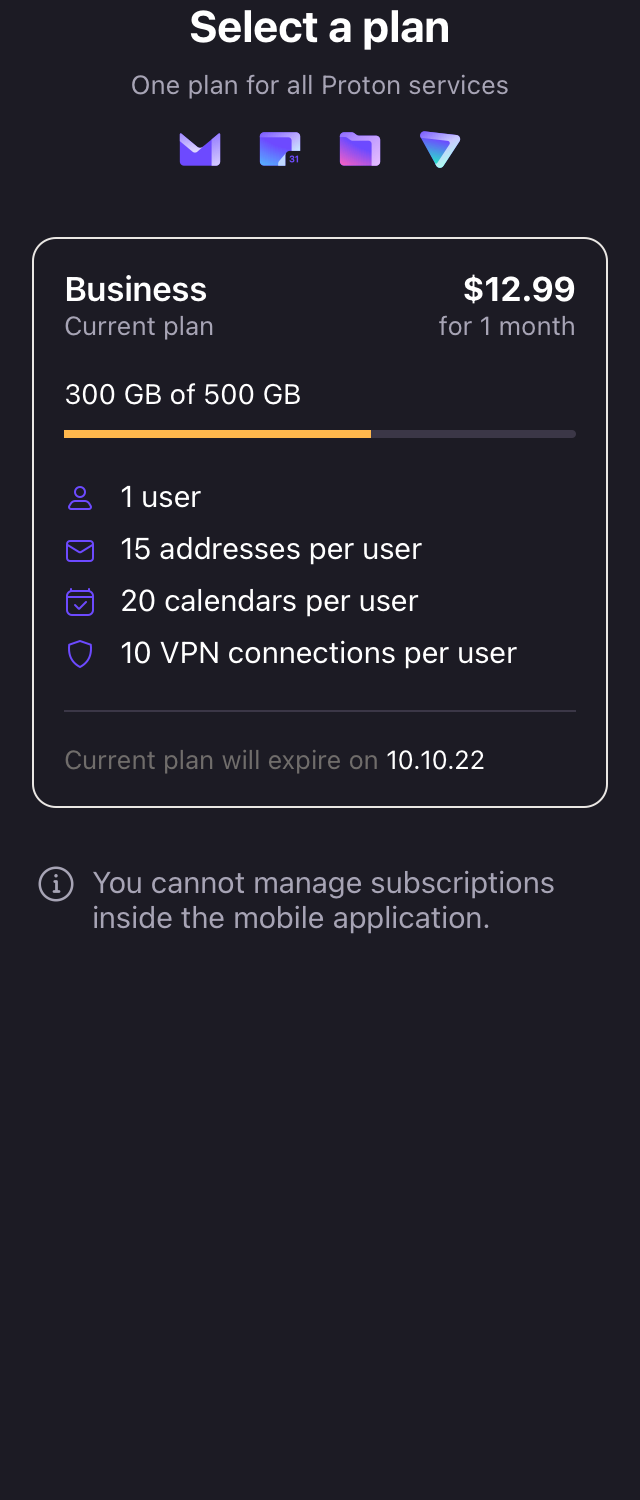 Select a plan
One plan for all Proton services
31
Business
$12.99
Current plan
for 1 month
300 GB of 500 GB
1 user
15 addresses per user
20 calendars per user
10 VPN connections per user
Current plan will expire on 10.10.22
You cannot manage subscriptions
inside the mobile application.